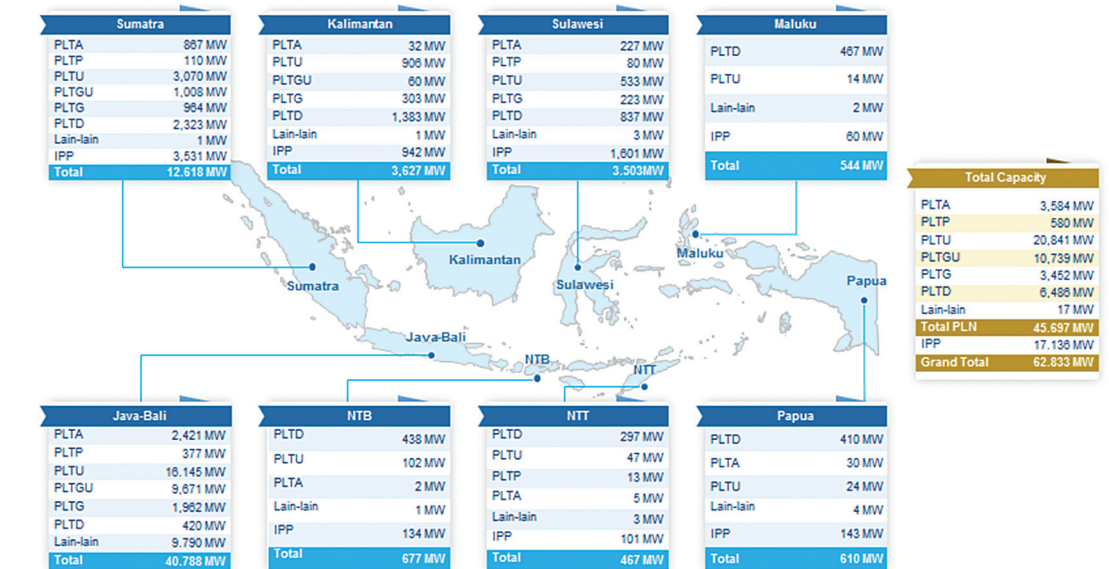 Sumatra
PLTA 867 MW
PLTP 110 MW
PLTU 3,070 MW
PLTGU 1,008 MW
PLTG 964 MW
PLTD 2,323 MW
Lain-lain 1 MW
IPP 3,531 MW
Total 12.618 MW
Kalimantan
PLTA 32 MW
PLTU 906 MW
PLTGU 60 MW
PLTG 303 MW
PLTD 1,383 MW
Lain-lain 1 MW
IPP 942 MW
Total 3,627 MW
Sulawesi
PLTA 227 MW
PLTP 80 MW
PLTU 533 MW
PLTG 223 MW
PLTD 837 MW
Lain-lain 3 MW
IPP 1,601 MW
Total 3.503MW
Maluku
PLTD 467 MW
PLTU 14 MW
Lain-lain 2 MW
IPP 60 MW
Total 544 MW
Total Capacity
PLTA 3,584 MW
PLTP 580 MW
PLTU 20,841 MW
PLTGU 10,739 MW
PLTG 3,452 MW
PLTD 6,486 MW
Lain-lain 17 MW
Total PLN 45.697 MW
IPP 17.136 MW
Grand Total 62.833 MW
Sumatra
Kalimantan
Sulawesi
Maluku
Papua
Java-Bali
NTB
NTT
Java-Bali
PLTA 2,421 MW
PLTP 377 MW
PLTU 16.145 MW
PLTGU 9,671 MW
PLTG 1,962 MW
PLTD 420 MW
Lain-lain 9.790 MW
Total 40.788 MW
NTB
PLTD 438 MW
PLTU 102 MW
PLTA 2 MW
Lain-lain 1 MW
IPP 134 MW
Total 677 MW
NTT
PLTD 297 MW
PLTU 47 MW
PLTP 13 MW
PLTA 5 MW
Lain-lain 3 MW
IPP 101 MW
Total 467 MW
Papua
PLTD 410 MW
PLTA 30 MW
PLTU 24 MW
Lain-lain 4 MW
IPP 143 MW
Total 610 MW